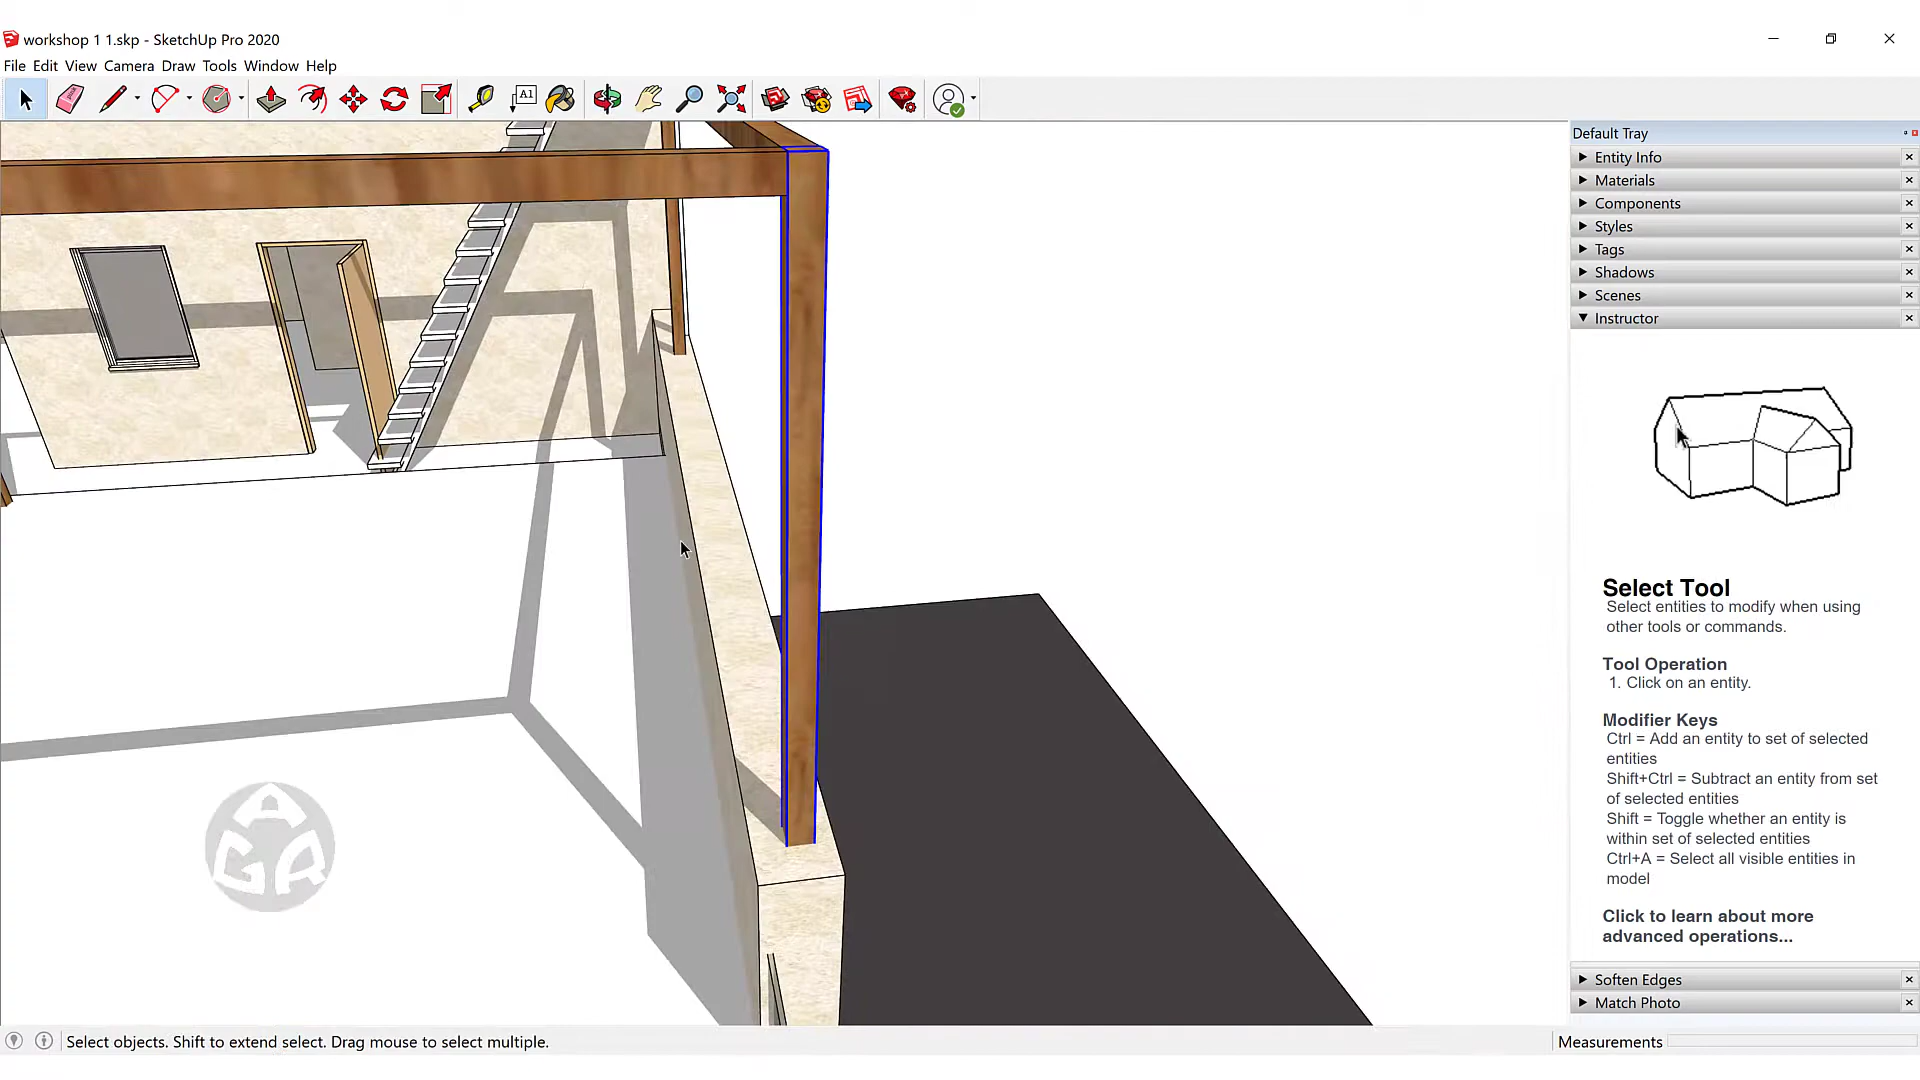 workshop 1 1.skp - SketchUp Pro 2020
File Edit View Camera Draw Tools Window Help
A1
Default Tray
Entity Info
Materials
Components
Styles
Tags
Shadows
Scenes
Instructor
Select Tool
Select entities to modify when using
other tools or commands.
Tool Operation
1. Click on an entity.
Modifier Keys
Ctrl = Add an entity to set of selected
entities
Shift+Ctrl = Subtract an entity from set
of selected entities
Shift = Toggle whether an entity is
within set of selected entities
Ctrl+A = Select all visible entities in
model
Click to learn about more
advanced operations...
Soften Edges
Match Photo
AGR
Select objects. Shift to extend select. Drag mouse to select multiple.
Measurements